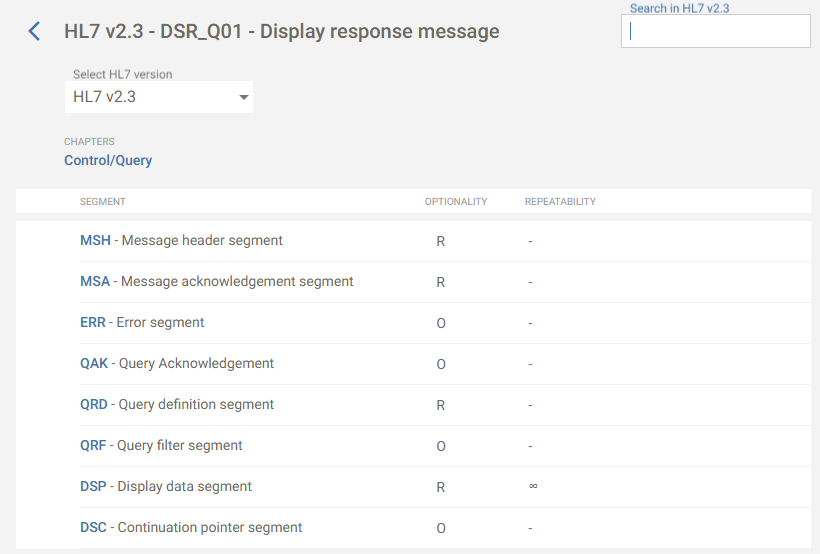 Search in HL7 v2.3
HL7 v2.3 - DSR_Q01 - Display response message
Select HL7 version
HL7 v2.3
CHAPTERS
Control/Query
SEGMENT OPTIONALITY REPEATABILITY
MSH - Message header segment R -
MSA - Message acknowledgement segment R -
ERR - Error segment O -
QAK - Query Acknowledgement O -
QRD - Query definition segment R -
QRF - Query filter segment O -
DSP - Display data segment R ∞
DSC - Continuation pointer segment O -